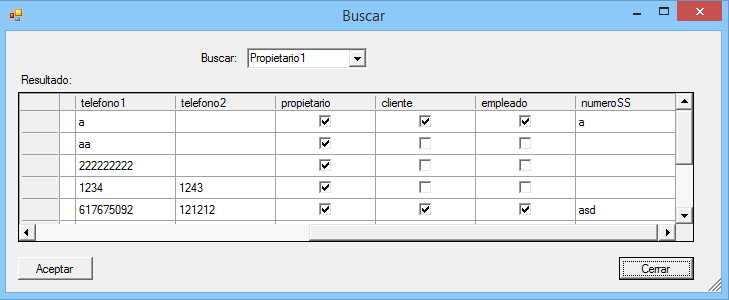 Buscar
Buscar: Propietario1
Resultado:
telefono1 telefono2 propietario cliente empleado numeroSS
a a
aa
222222222
1234 1243
617675092 121212 asd
Aceptar Cerrar